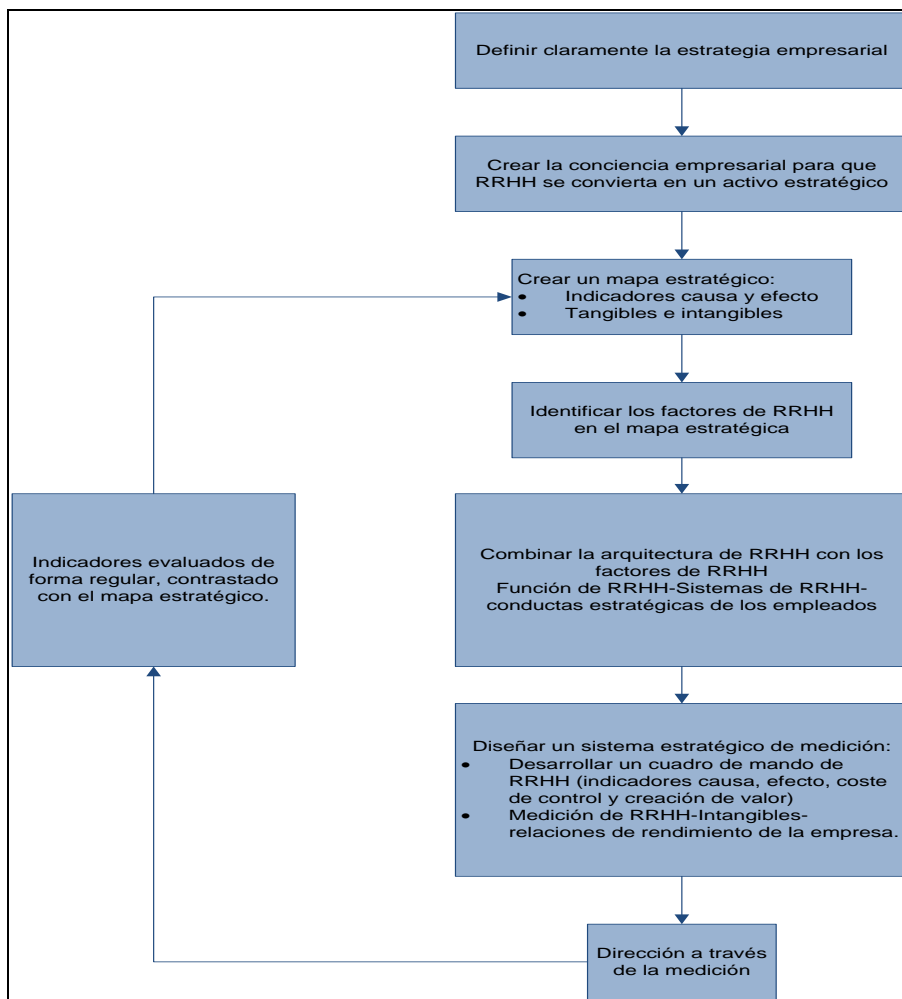 Definir claramente la estrategia empresarial
Crear la conciencia empresarial para que
RRHH se convierta en un activo estratégico
Crear un mapa estratégico:
• Indicadores causa y efecto
• Tangibles e intangibles
Identificar los factores de RRHH
en el mapa estratégica
Combinar la arquitectura de RRHH con los
factores de RRHH
Función de RRHH-Sistemas de RRHH-
conductas estratégicas de los empleados
Indicadores evaluados de
forma regular, contrastado
con el mapa estratégico.
Diseñar un sistema estratégico de medición:
• Desarrollar un cuadro de mando de
RRHH (indicadores causa, efecto, coste
de control y creación de valor)
• Medición de RRHH-Intangibles-
relaciones de rendimiento de la empresa.
Dirección a través
de la medición